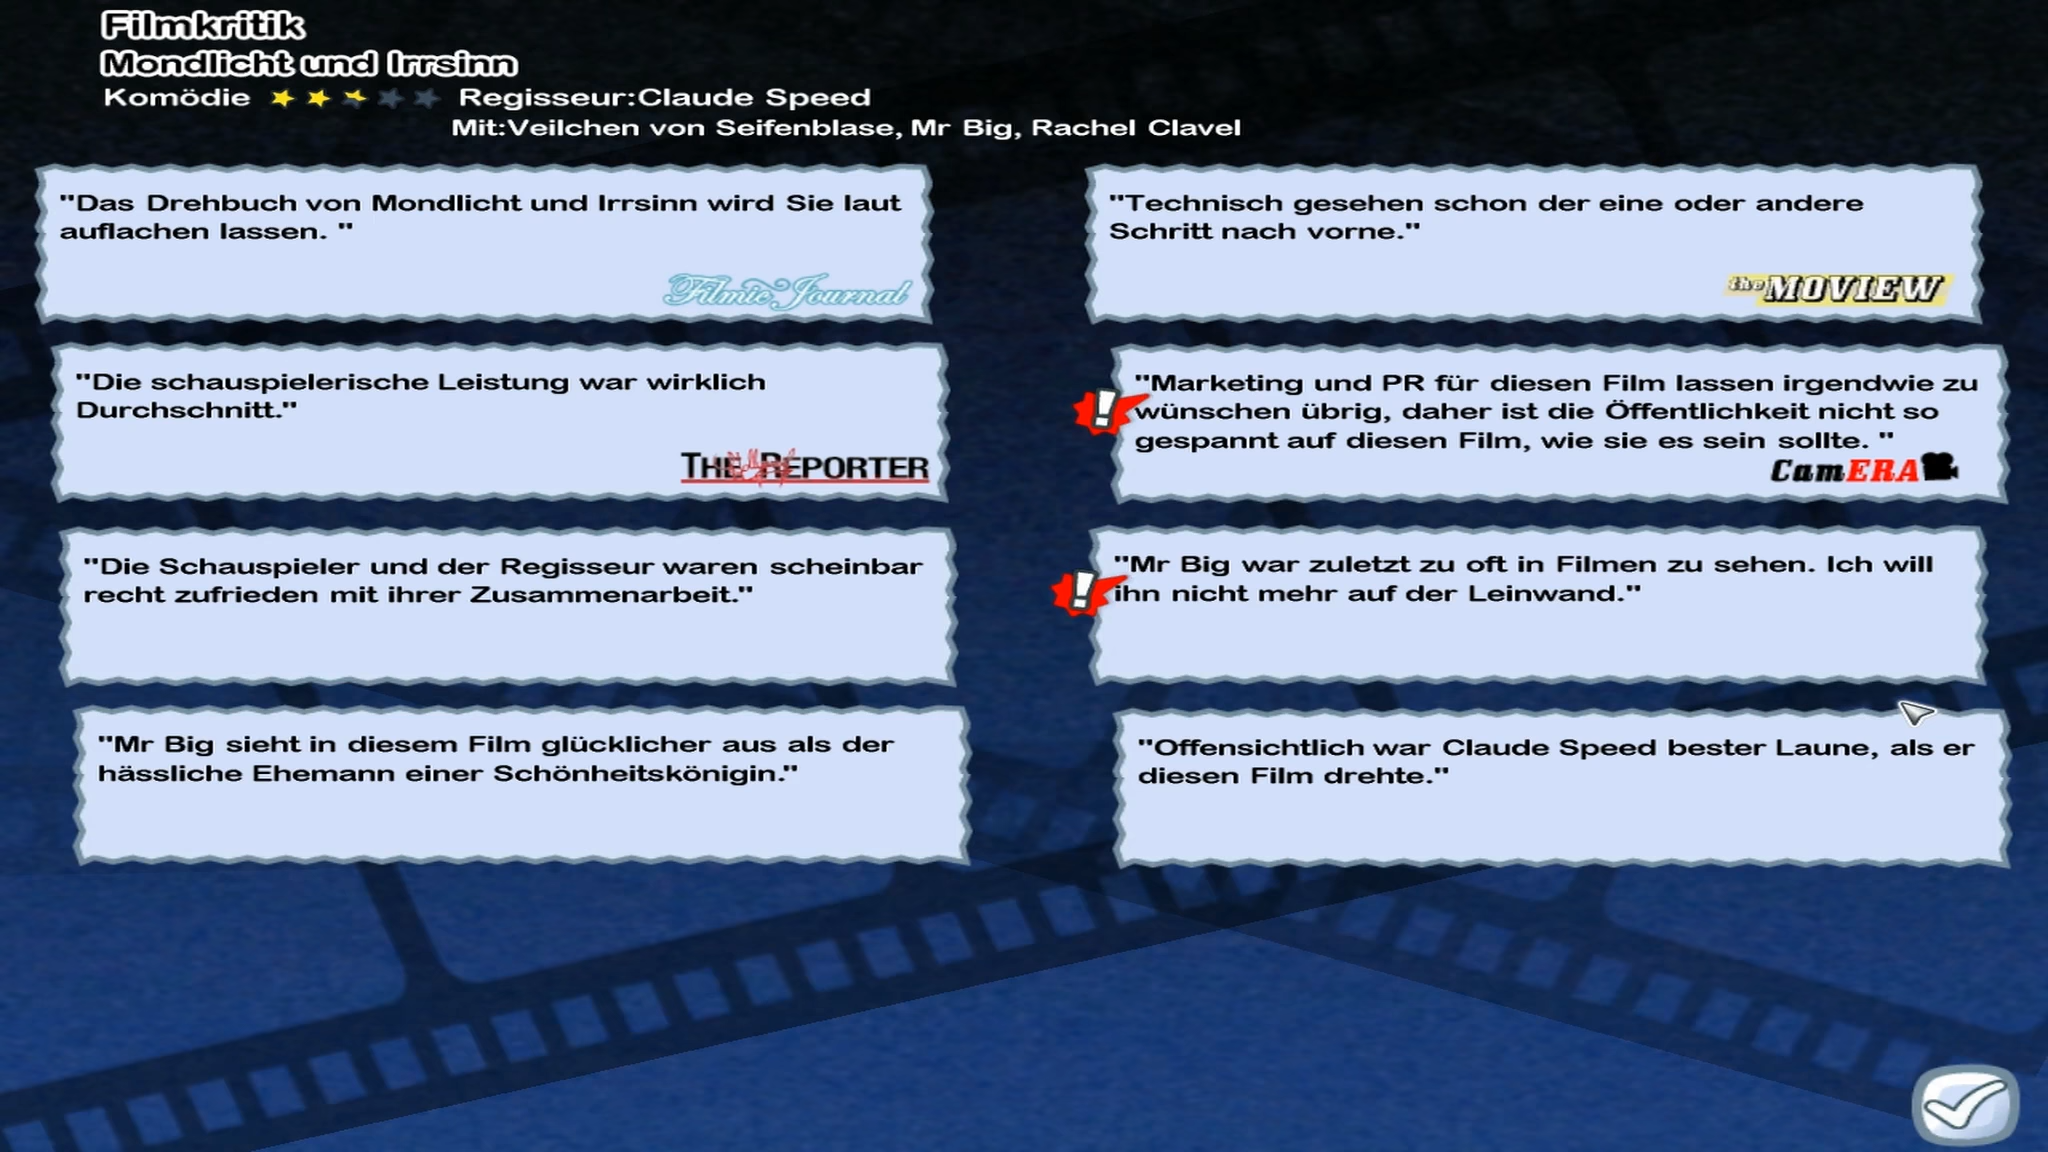 Filmkritik
Mondlicht und Irrsinn
Komödie Regisseur:Claude Speed
Mit:Veilchen von Seifenblase, Mr Big, Rachel Clavel
"Das Drehbuch von Mondlicht und Irrsinn wird Sie laut
auflachen lassen. "
Filmie Journal
"Technisch gesehen schon der eine oder andere
Schritt nach vorne."
the MOVIEW
"Die schauspielerische Leistung war wirklich
Durchschnitt."
THE REPORTER
"Marketing und PR für diesen Film lassen irgendwie zu
wünschen übrig, daher ist die Öffentlichkeit nicht so
gespannt auf diesen Film, wie sie es sein sollte. "
CamERA
"Die Schauspieler und der Regisseur waren scheinbar
recht zufrieden mit ihrer Zusammenarbeit."
"Mr Big war zuletzt zu oft in Filmen zu sehen. Ich will
ihn nicht mehr auf der Leinwand."
"Mr Big sieht in diesem Film glücklicher aus als der
hässliche Ehemann einer Schönheitskönigin."
"Offensichtlich war Claude Speed bester Laune, als er
diesen Film drehte."